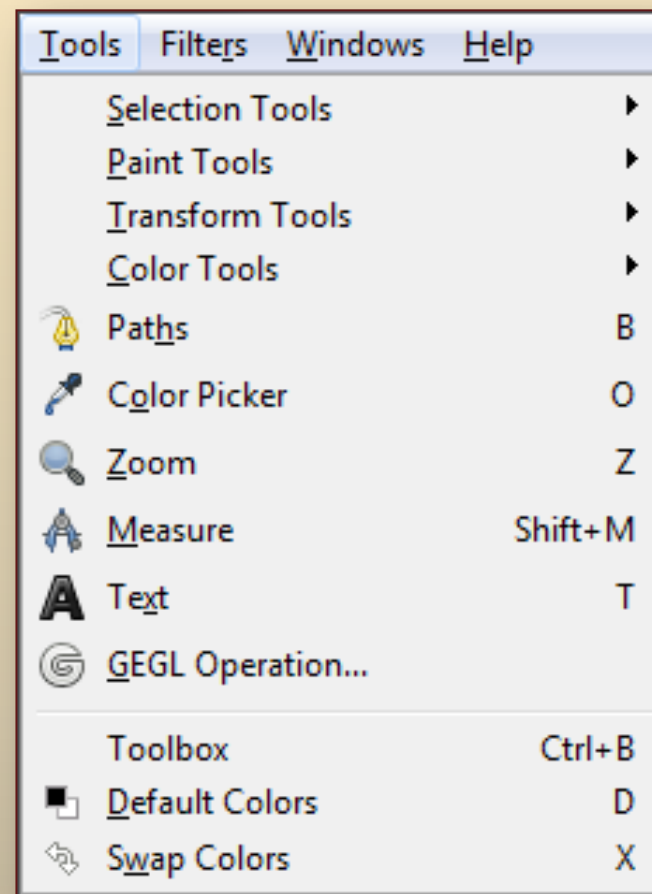 Tools Filters Windows Help
Selection Tools
Paint Tools
Transform Tools
Color Tools
Paths B
Color Picker O
Zoom Z
Measure Shift+M
Text T
GEGL Operation...
Toolbox Ctrl+B
Default Colors D
Swap Colors X